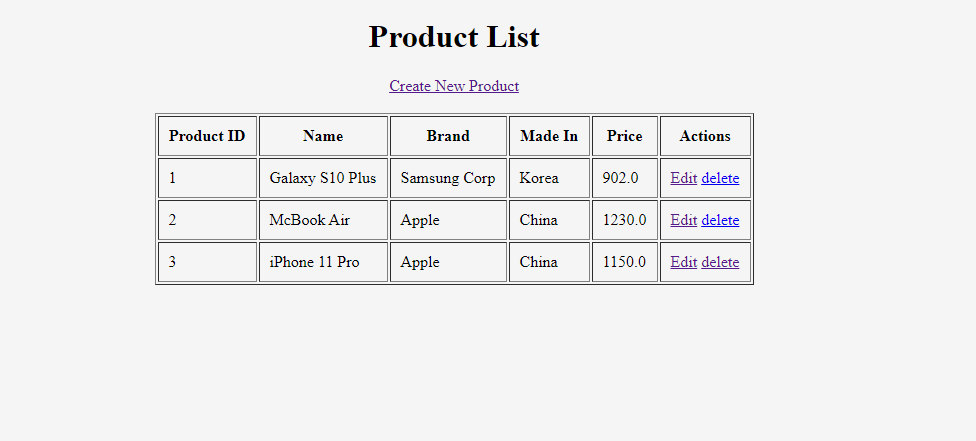 Product List
Create New Product
Product ID Name Brand Made In Price Actions
1 Galaxy S10 Plus Samsung Corp Korea 902.0 Edit delete
2 McBook Air Apple China 1230.0 Edit delete
3 iPhone 11 Pro Apple China 1150.0 Edit delete